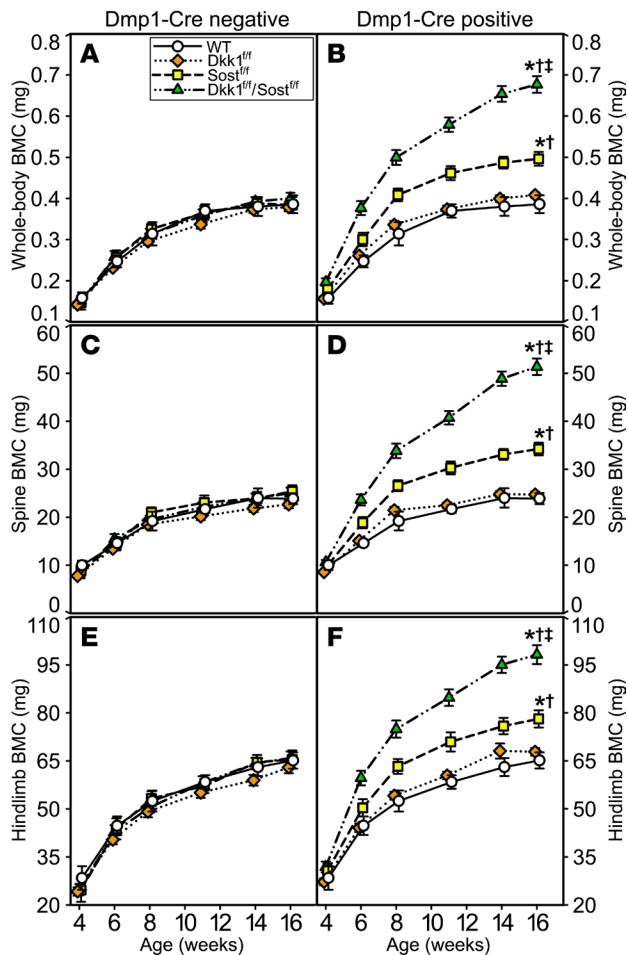 Dmp1-Cre negative
Dmp1-Cre positive
A
WT
Dkk1f/f
Sostf/f
Dkk1f/f/Sostf/f
Whole-body BMC (mg)
0.8
0.7
0.6
0.5
0.4
0.3
0.2
0.1
B
*†‡
*†
0.8
0.7
0.6
0.5
0.4
0.3
0.2
0.1
Whole-body BMC (mg)
C
Spine BMC (mg)
60
50
40
30
20
10
0
D
*†‡
*†
60
50
40
30
20
10
0
Spine BMC (mg)
E
Hindlimb BMC (mg)
110
95
80
65
50
35
20
F
*†‡
*†
110
95
80
65
50
35
20
Hindlimb BMC (mg)
4 6 8 10 12 14 16
4 6 8 10 12 14 16
Age (weeks)
Age (weeks)